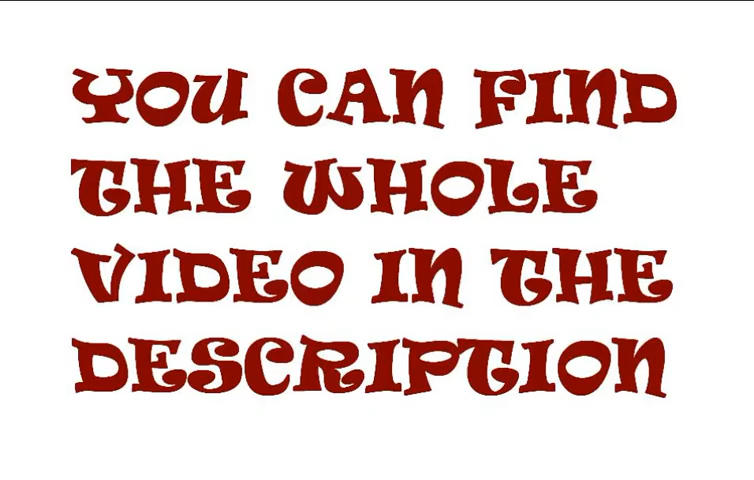 YOU CAN FIND
THE WHOLE
VIDEO IN THE
DESCRIPTION